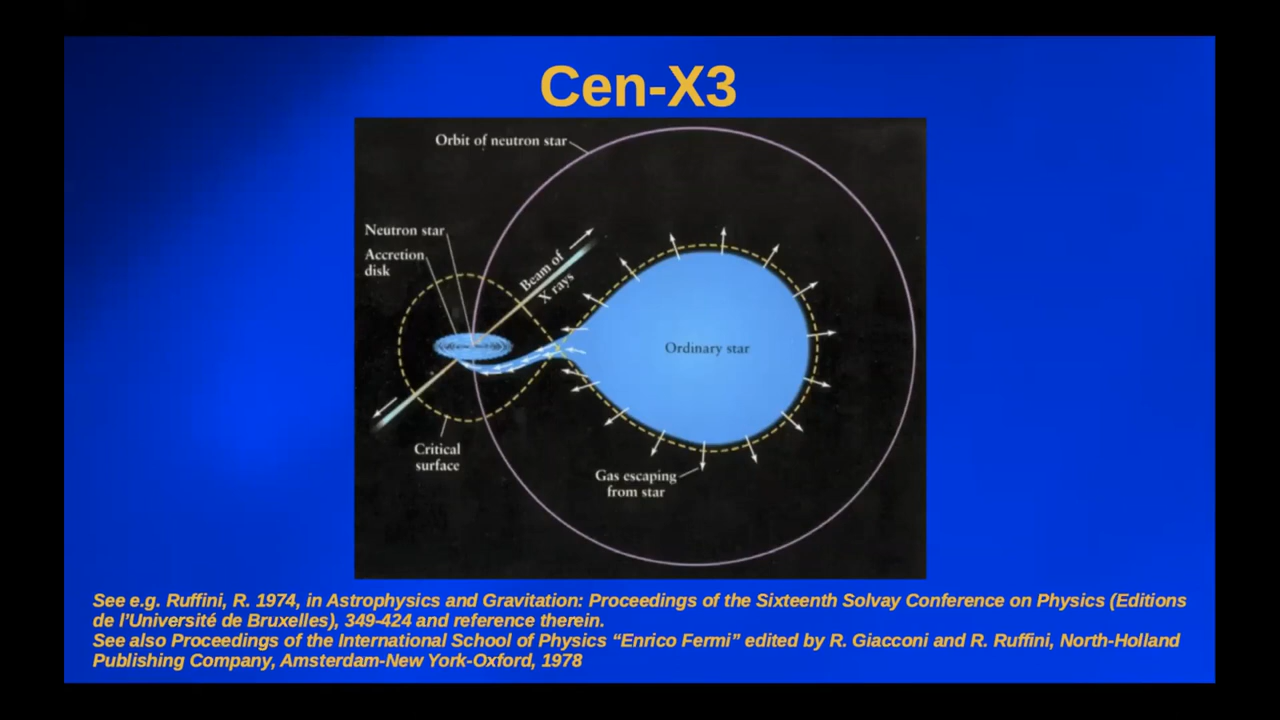 Cen-X3
Orbit of neutron star
Neutron star
Accretion
disk
Beam of
X rays
Ordinary star
Critical
surface
Gas escaping
from star
See e.g. Ruffini, R. 1974, in Astrophysics and Gravitation: Proceedings of the Sixteenth Solvay Conference on Physics (Editions
de l'Université de Bruxelles), 349-424 and reference therein.
See also Proceedings of the International School of Physics “Enrico Fermi” edited by R. Giacconi and R. Ruffini, North-Holland
Publishing Company, Amsterdam-New York-Oxford, 1978